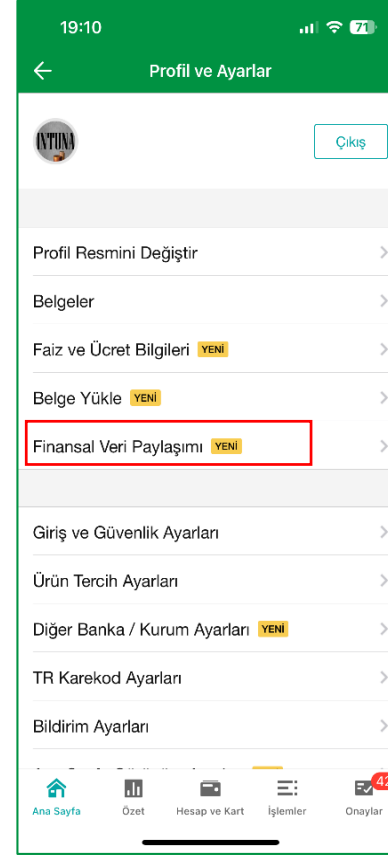 19:10
71
Profil ve Ayarlar
INTUNA
Çıkış
Profil Resmini Değiştir
Belgeler
Faiz ve Ücret Bilgileri YENİ
Belge Yükle YENİ
Finansal Veri Paylaşımı YENİ
Giriş ve Güvenlik Ayarları
Ürün Tercih Ayarları
Diğer Banka / Kurum Ayarları YENİ
TR Karekod Ayarları
Bildirim Ayarları
42
Ana Sayfa Özet Hesap ve Kart İşlemler Onaylar